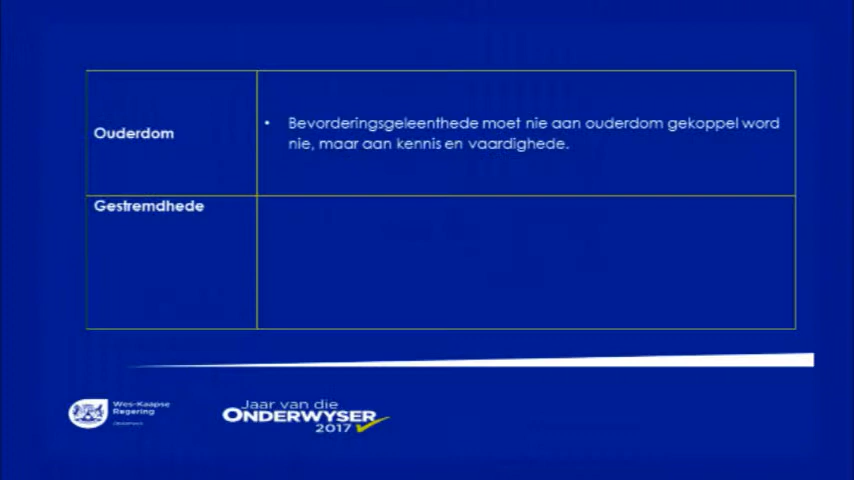 Ouderdom
• Bevorderingsgeleenthede moet nie aan ouderdom gekoppel word
nie, maar aan kennis en vaardighede.
Gestremdhede
Wes-Kaapse
Regering
Jaar van die
ONDERWYSER
2017